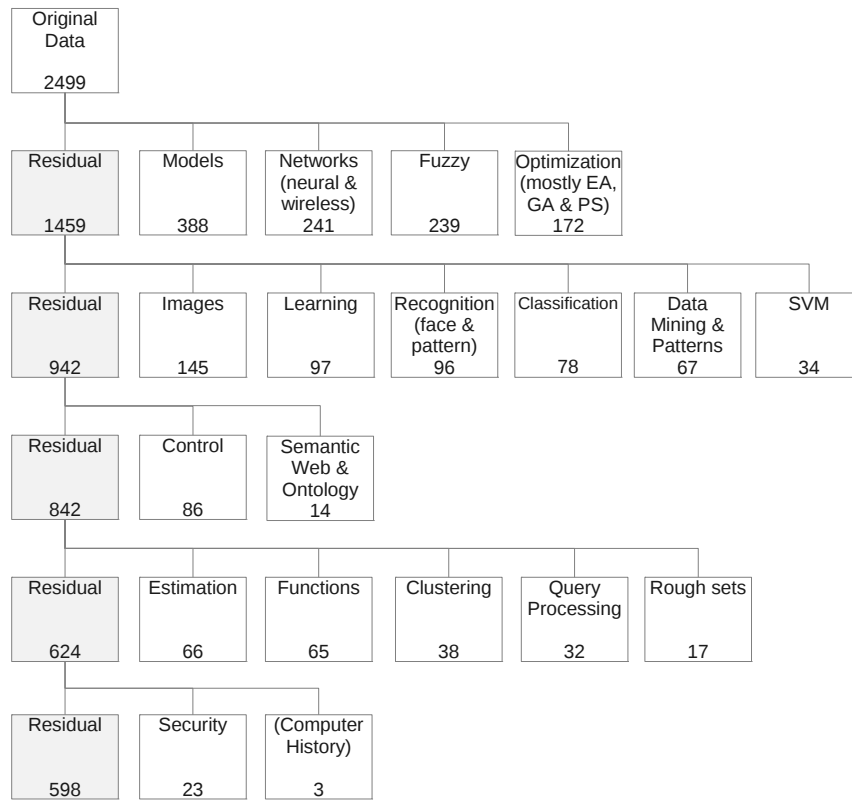 Original
Data
2499
Residual
1459
Models
388
Networks
(neural &
wireless)
241
Fuzzy
239
Optimization
(mostly EA,
GA & PS)
172
Residual
942
Images
145
Learning
97
Recognition
(face &
pattern)
96
Classification
78
Data
Mining &
Patterns
67
SVM
34
Residual
842
Control
86
Semantic
Web &
Ontology
14
Residual
624
Estimation
66
Functions
65
Clustering
38
Query
Processing
32
Rough sets
17
Residual
598
Security
23
(Computer
History)
3